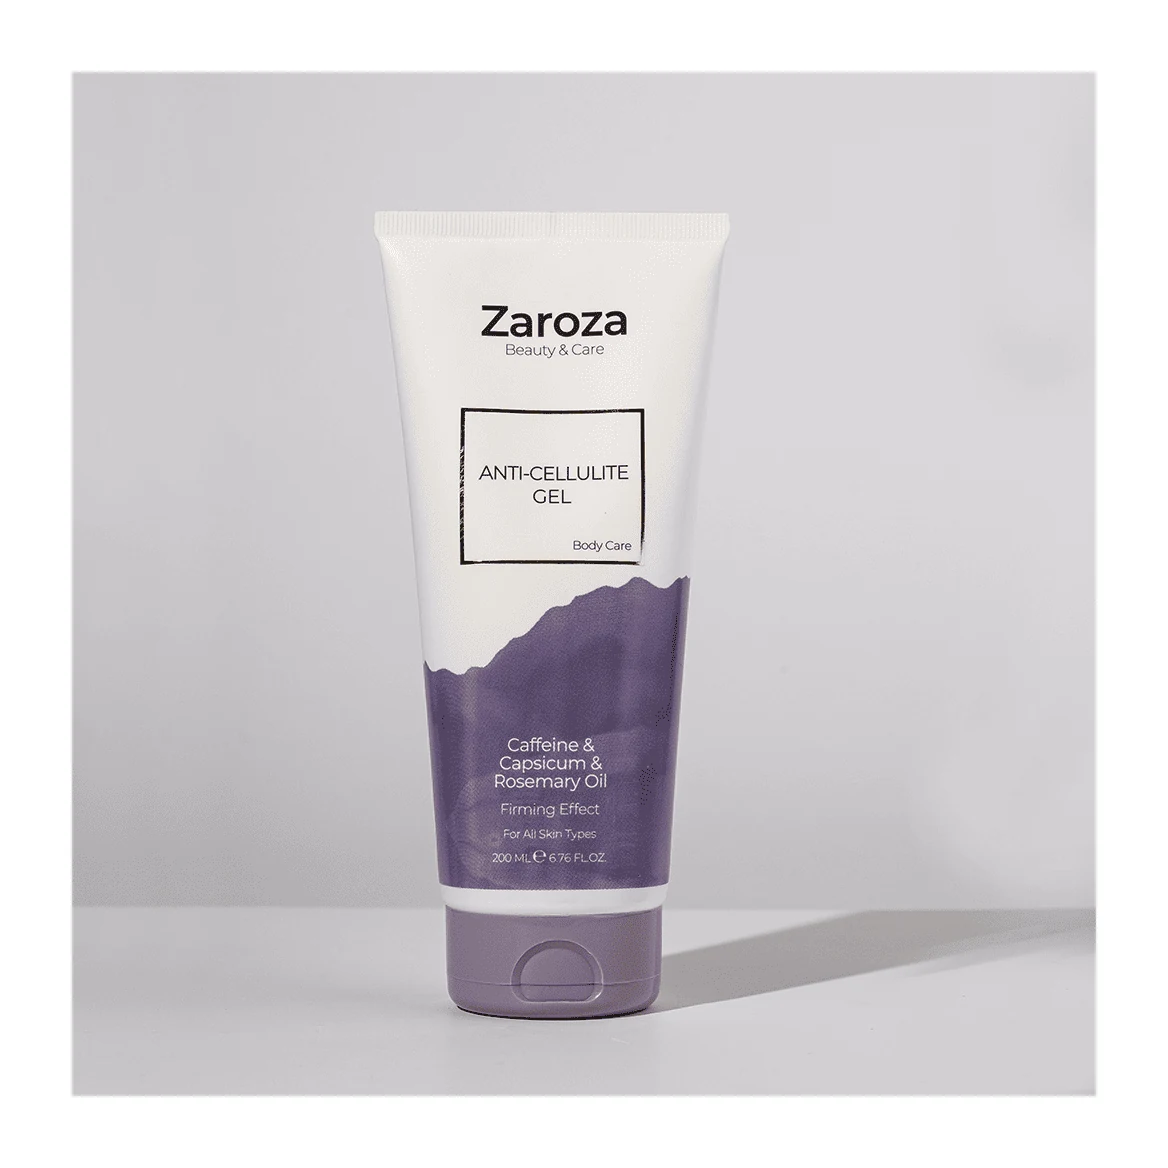 Zaroza
Beauty & Care
ANTI-CELLULITE
GEL
Body Care
Caffeine &
Capsicum &
Rosemary Oil
Firming Effect
For All Skin Types
200 ML ℮ 6.76 FL.OZ.